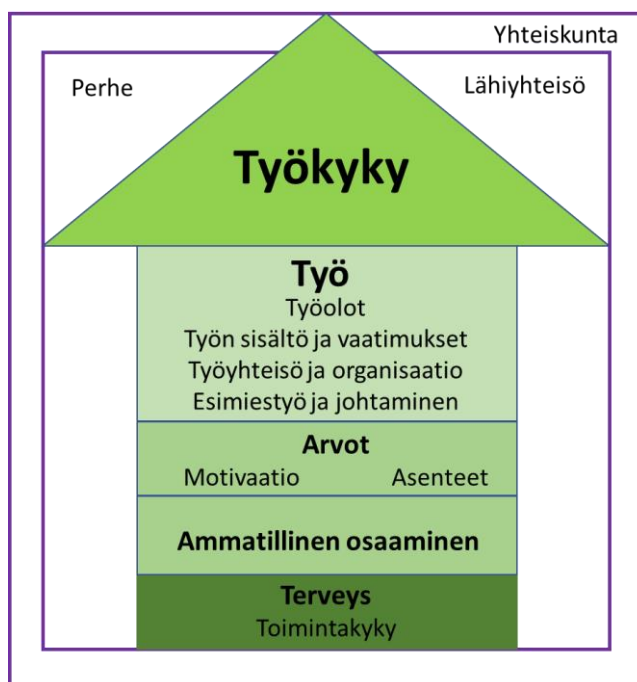 Yhteiskunta
Perhe
Lähiyhteisö
Työkyky
Työ
Työolot
Työn sisältö ja vaatimukset
Työyhteisö ja organisaatio
Esimiestyö ja johtaminen
Arvot
Motivaatio Asenteet
Ammatillinen osaaminen
Terveys
Toimintakyky